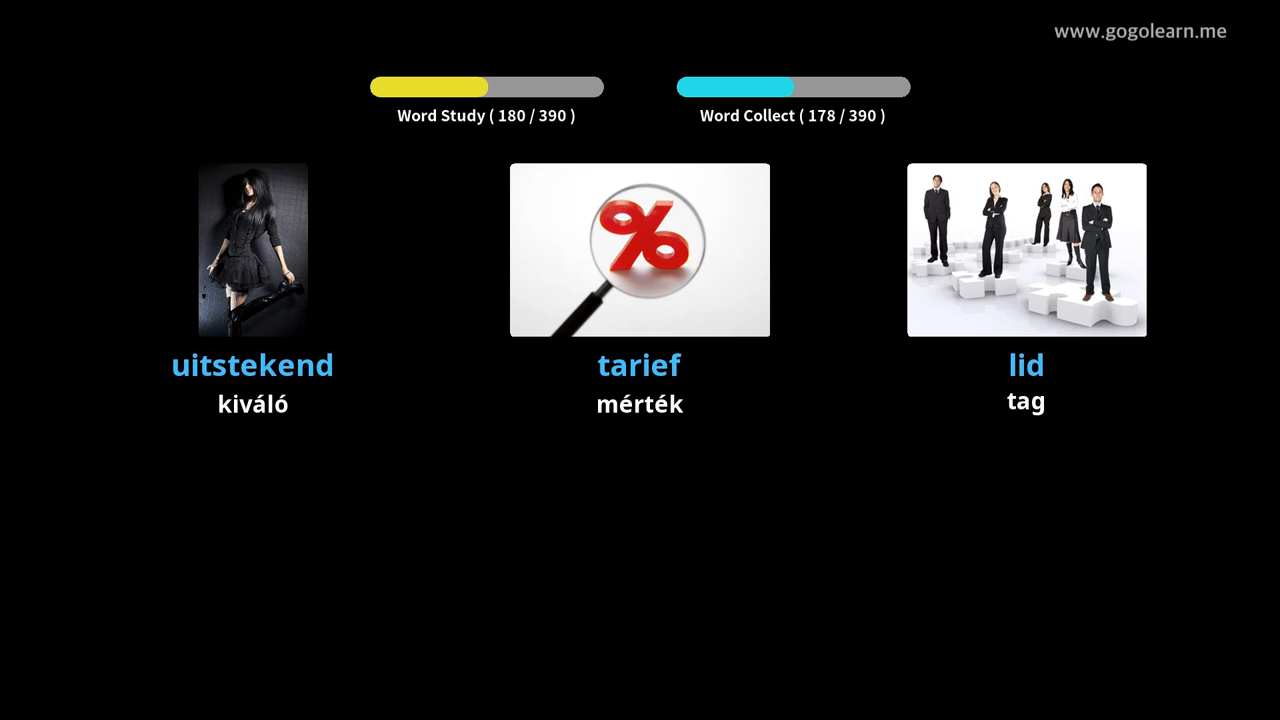 www.gogolearn.me
Word Study ( 180 / 390 )
Word Collect ( 178 / 390 )
uitstekend
kiváló
tarief
mérték
lid
tag